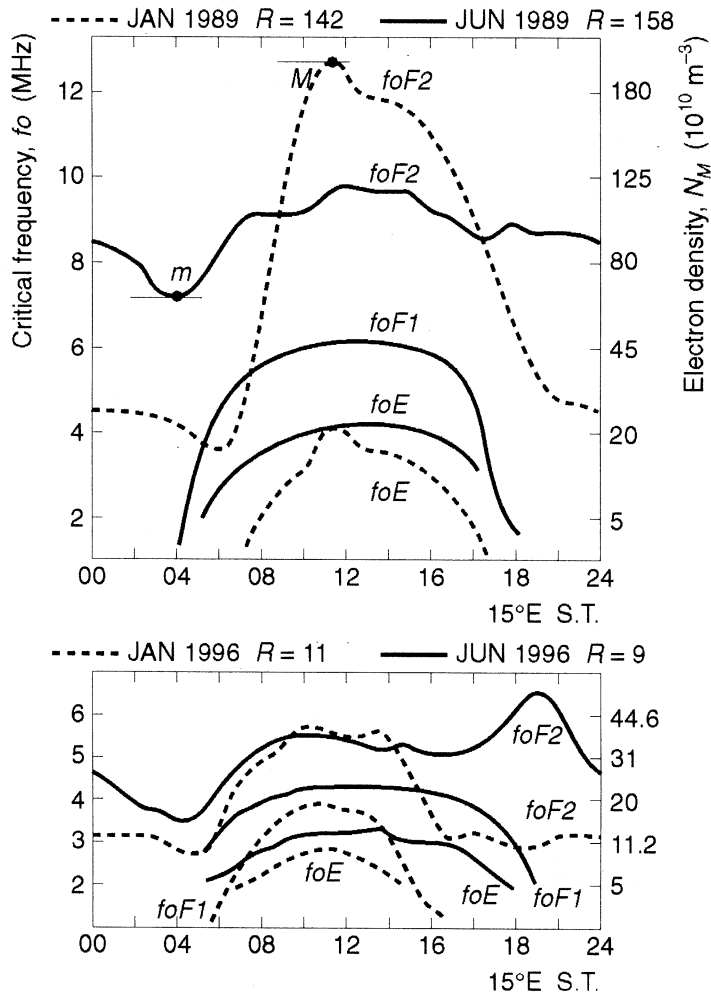 JAN 1989 R = 142 JUN 1989 R = 158
Critical frequency, fo (MHz)
Electron density, N_M (10^10 m^-3)
M
foF2
12 180
foF2
10 125
m
8 80
foF1
6 45
foE
4 20
foE
2 5
00 04 08 12 16 18 24
15°E S.T.
JAN 1996 R = 11 JUN 1996 R = 9
6 44.6
foF2
5 31
4 20
foF2
3 11.2
foE
2 5
foF1 foE foF1
00 04 08 12 16 18 24
15°E S.T.